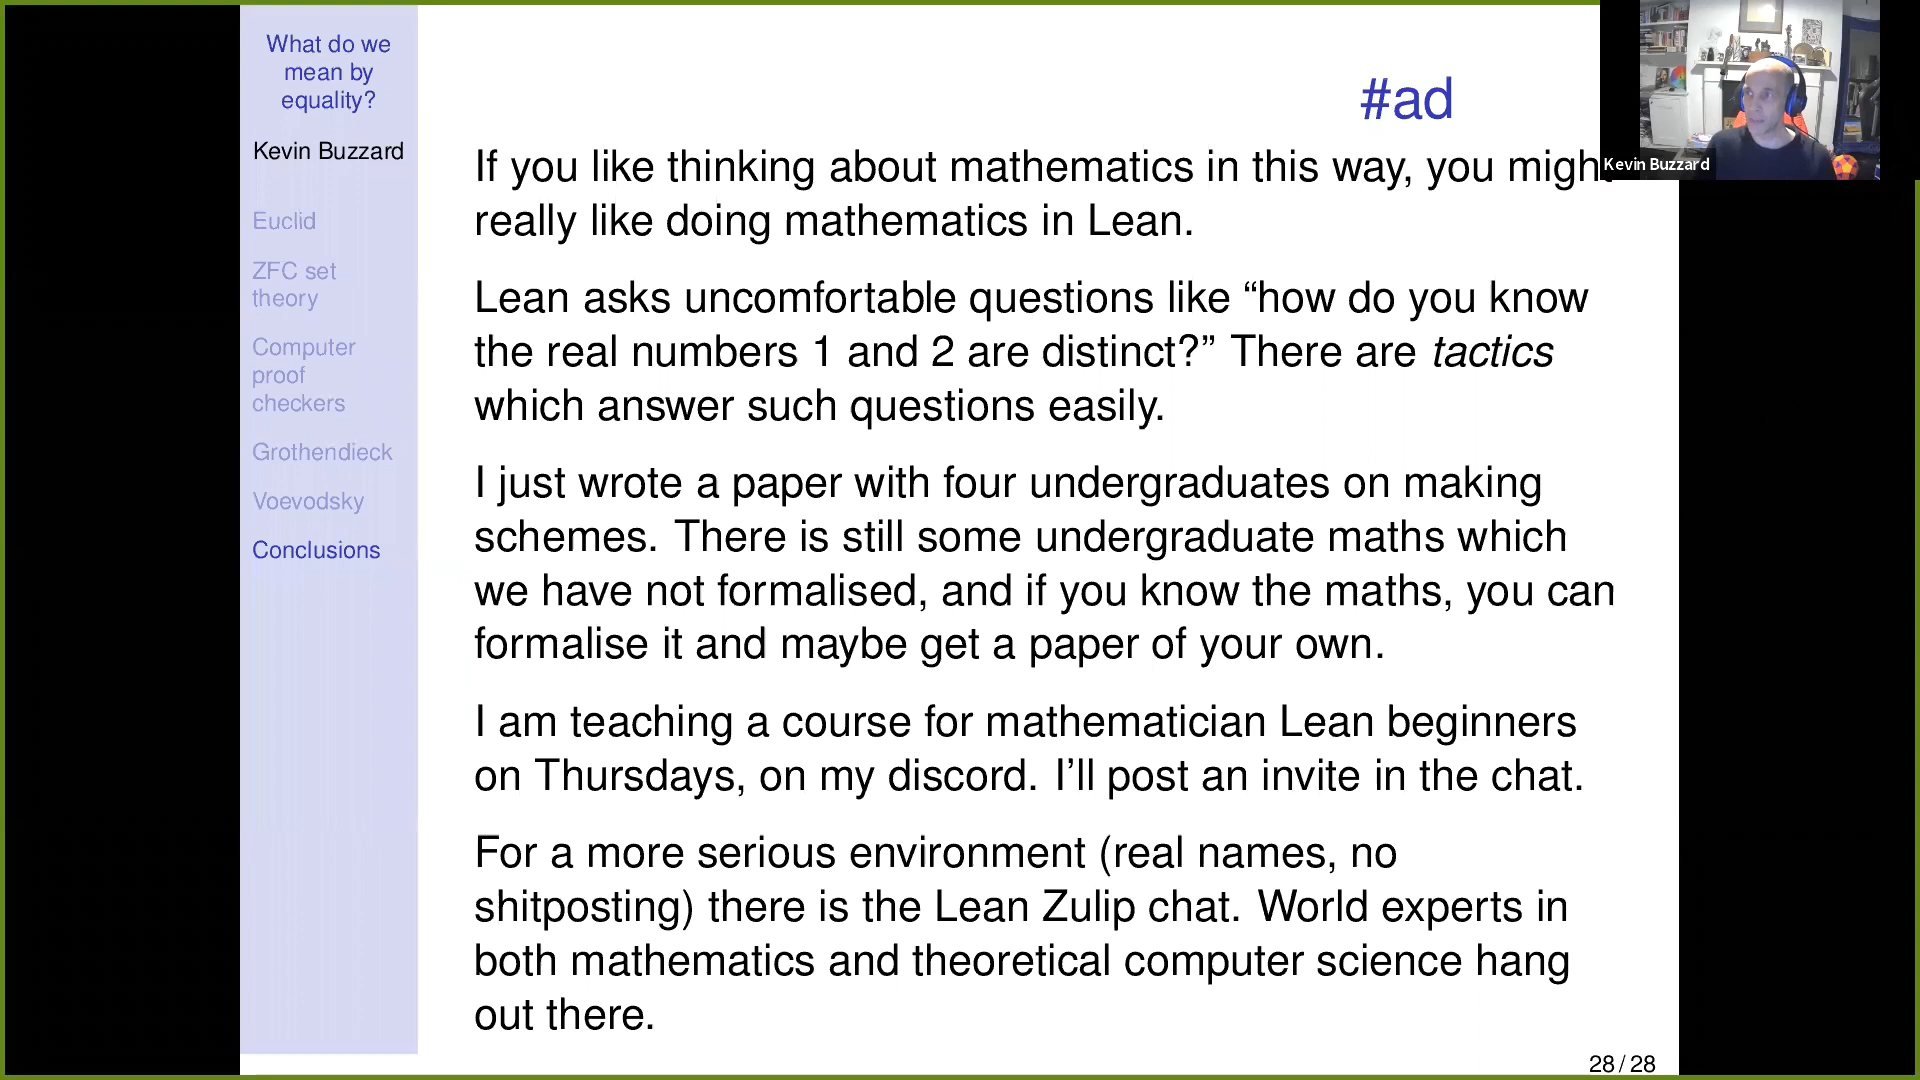 What do we
mean by
equality?
Kevin Buzzard
Euclid
ZFC set
theory
Computer
proof
checkers
Grothendieck
Voevodsky
Conclusions
#ad
If you like thinking about mathematics in this way, you might
really like doing mathematics in Lean.
Lean asks uncomfortable questions like “how do you know
the real numbers 1 and 2 are distinct?” There are tactics
which answer such questions easily.
I just wrote a paper with four undergraduates on making
schemes. There is still some undergraduate maths which
we have not formalised, and if you know the maths, you can
formalise it and maybe get a paper of your own.
I am teaching a course for mathematician Lean beginners
on Thursdays, on my discord. I’ll post an invite in the chat.
For a more serious environment (real names, no
shitposting) there is the Lean Zulip chat. World experts in
both mathematics and theoretical computer science hang
out there.
28 / 28
Kevin Buzzard